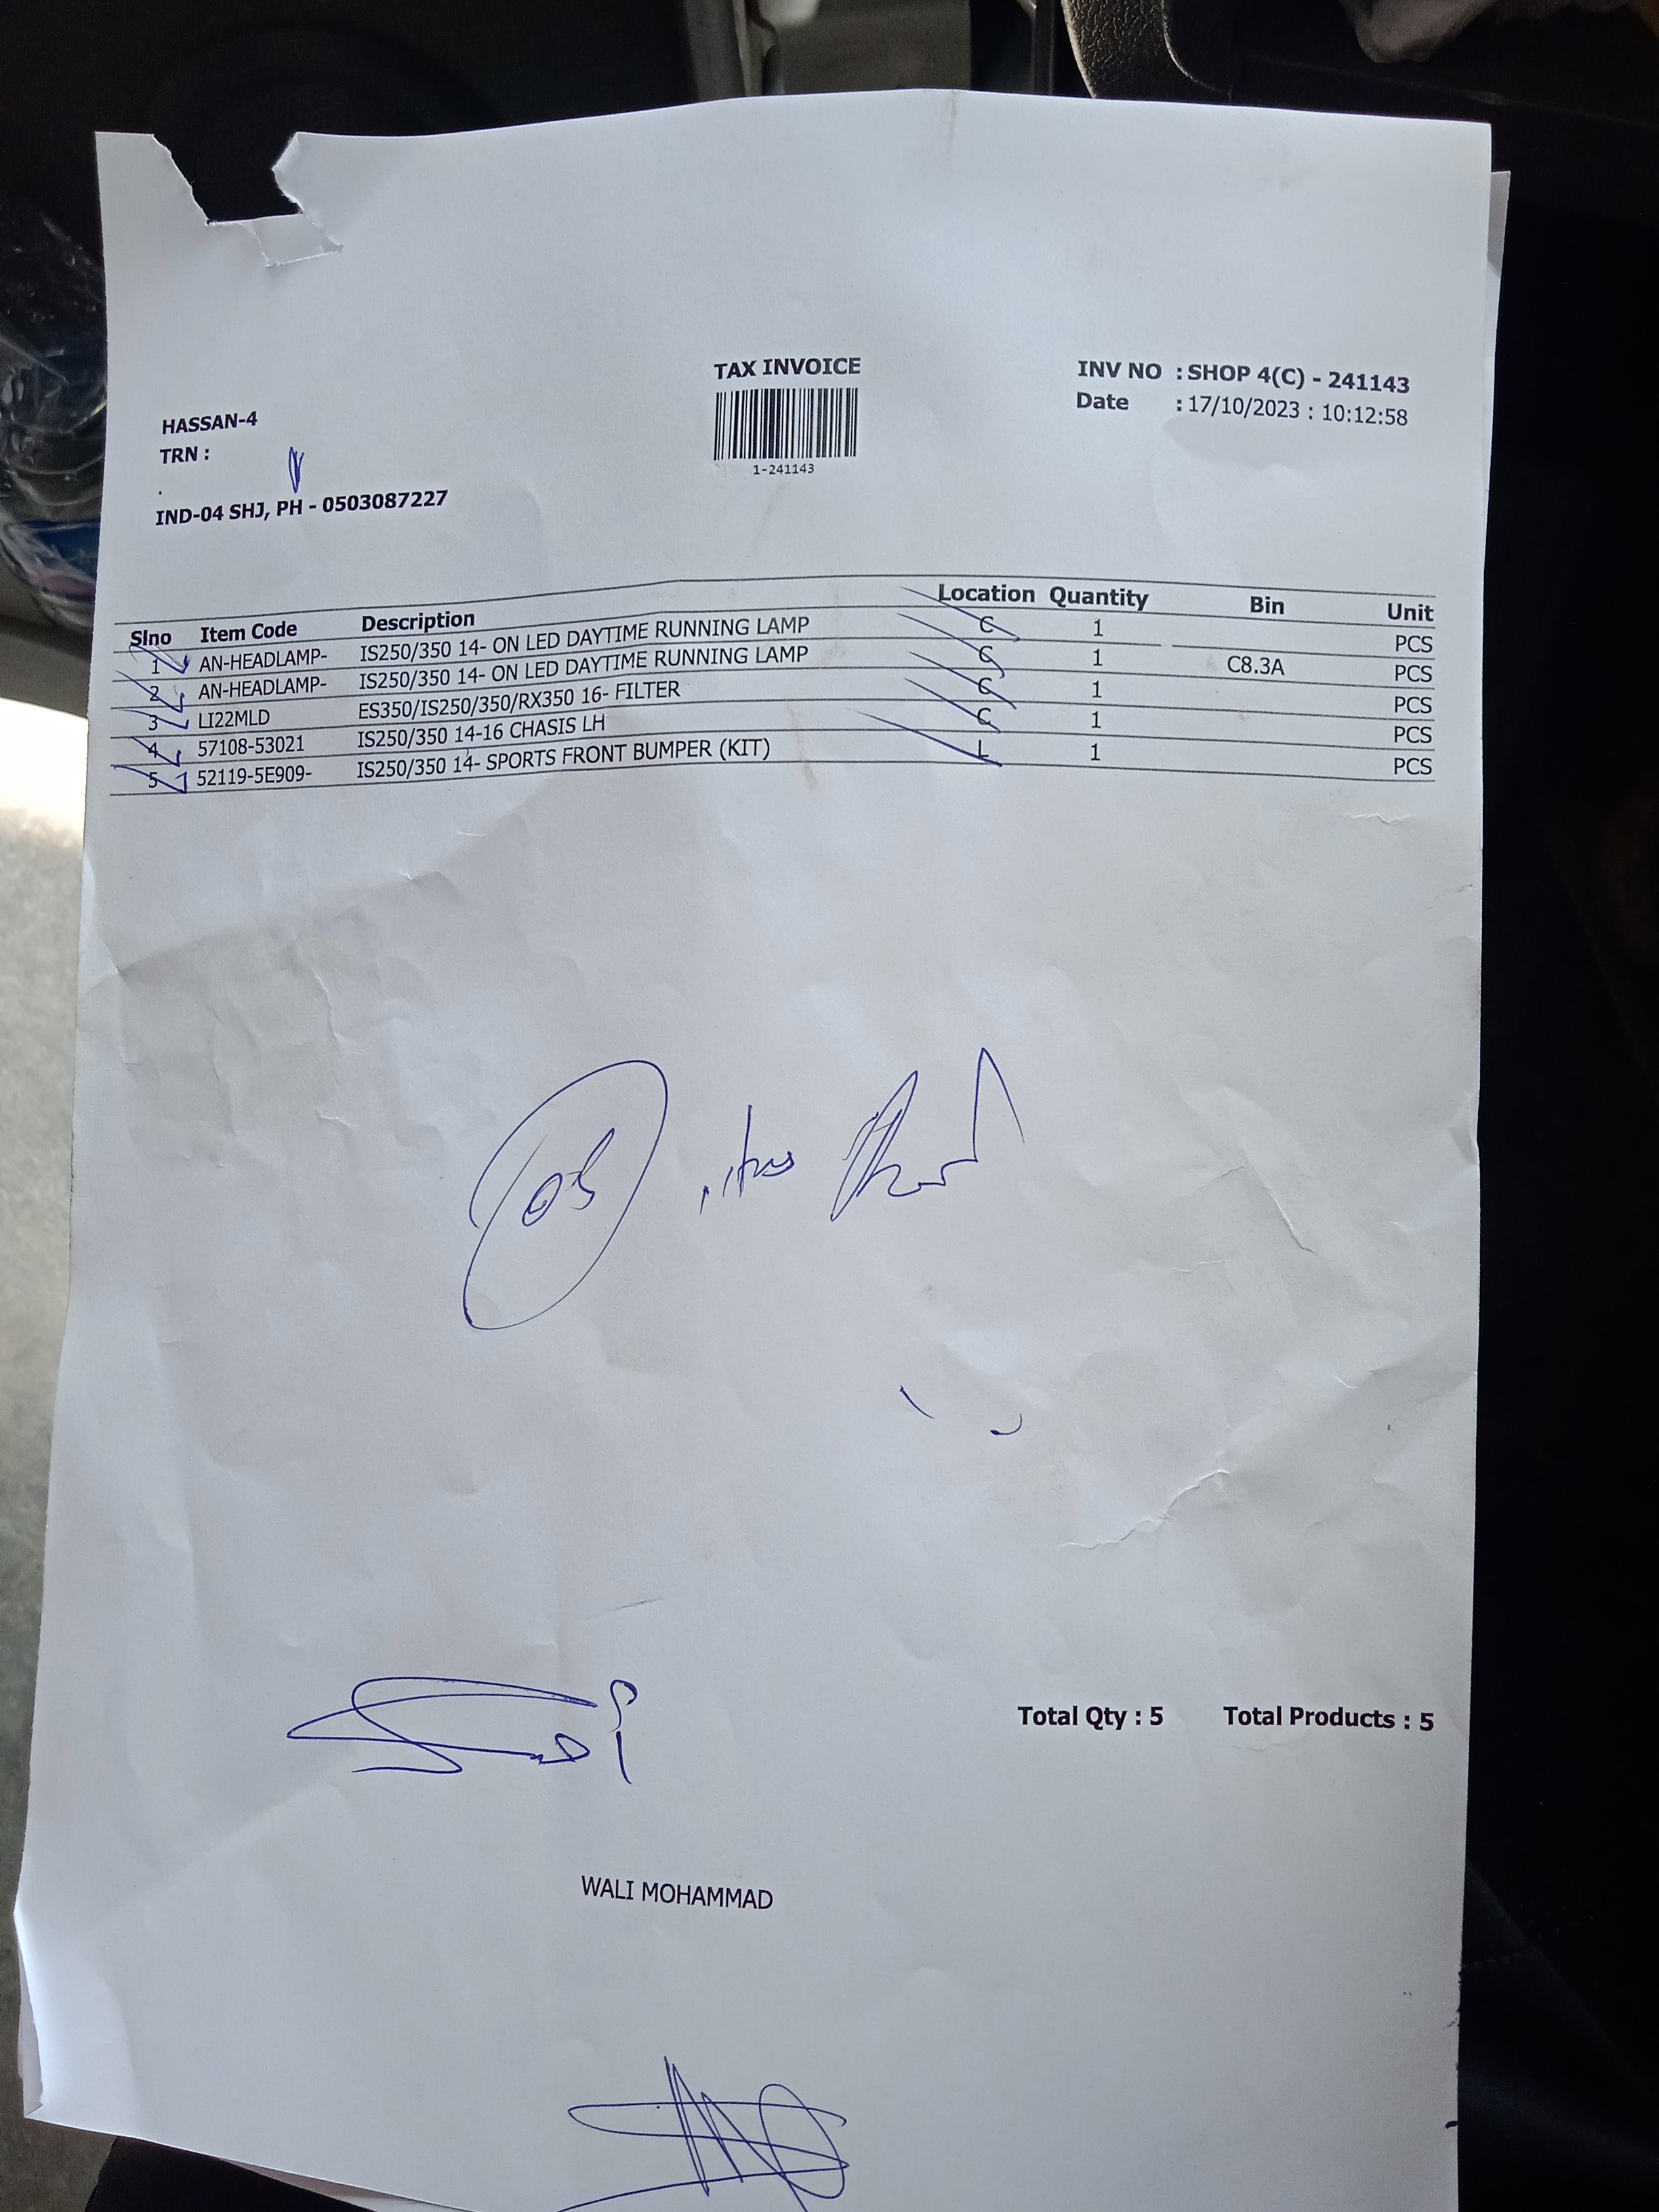 TAX INVOICE
INV NO : SHOP 4(C) - 241143
Date : 17/10/2023 : 10:12:58
1-241143
HASSAN-4
TRN :
.
IND-04 SHJ, PH - 0503087227
Slno Item Code Description Location Quantity Bin Unit
1 AN-HEADLAMP- IS250/350 14- ON LED DAYTIME RUNNING LAMP C 1 PCS
2 AN-HEADLAMP- IS250/350 14- ON LED DAYTIME RUNNING LAMP C 1 C8.3A PCS
3 LI22MLD ES350/IS250/350/RX350 16- FILTER C 1 PCS
4 57108-53021 IS250/350 14-16 CHASIS LH C 1 PCS
5 52119-5E909- IS250/350 14- SPORTS FRONT BUMPER (KIT) L 1 PCS
Total Qty : 5 Total Products : 5
WALI MOHAMMAD